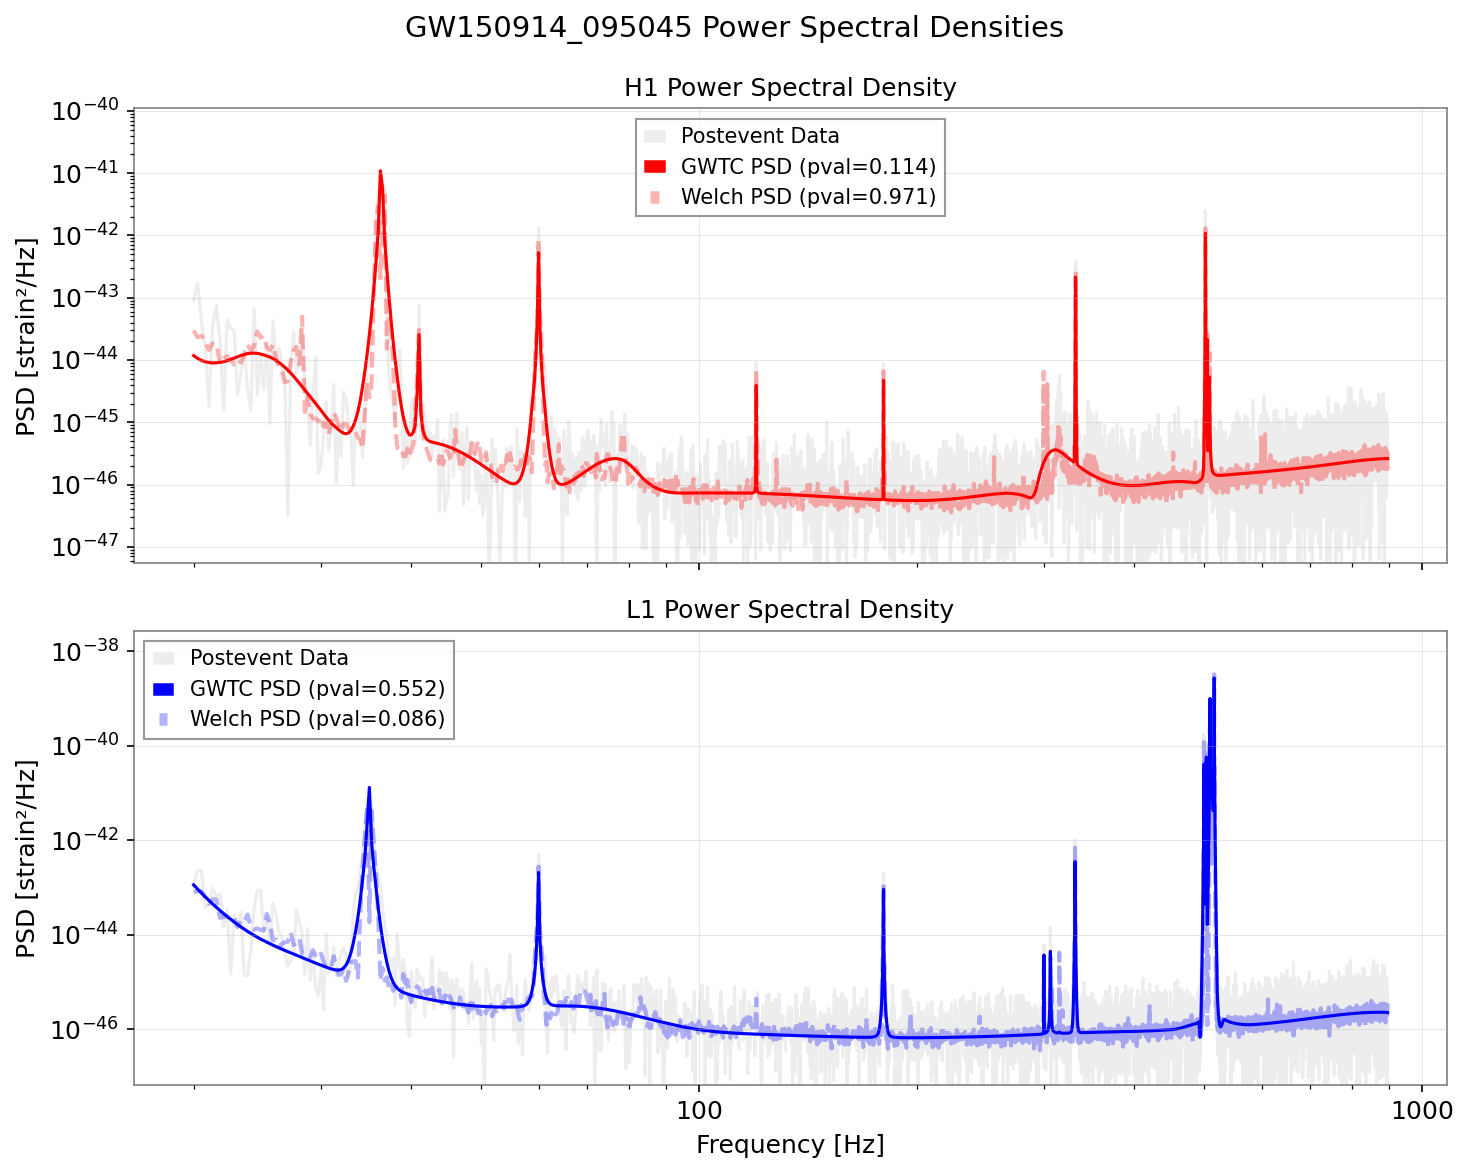 GW150914_095045 Power Spectral Densities
H1 Power Spectral Density
PSD [strain²/Hz]
10⁻⁴⁰
10⁻⁴¹
10⁻⁴²
10⁻⁴³
10⁻⁴⁴
10⁻⁴⁵
10⁻⁴⁶
10⁻⁴⁷
Postevent Data
GWTC PSD (pval=0.114)
Welch PSD (pval=0.971)
L1 Power Spectral Density
PSD [strain²/Hz]
10⁻³⁸
10⁻⁴⁰
10⁻⁴²
10⁻⁴⁴
10⁻⁴⁶
Postevent Data
GWTC PSD (pval=0.552)
Welch PSD (pval=0.086)
100
1000
Frequency [Hz]